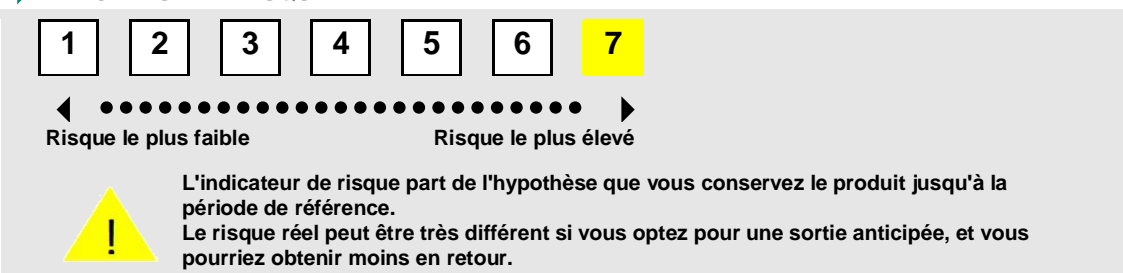 1 2 3 4 5 6 7
Risque le plus faible Risque le plus élevé
L'indicateur de risque part de l'hypothèse que vous conservez le produit jusqu'à la
période de référence.
Le risque réel peut être très différent si vous optez pour une sortie anticipée, et vous
pourriez obtenir moins en retour.
!